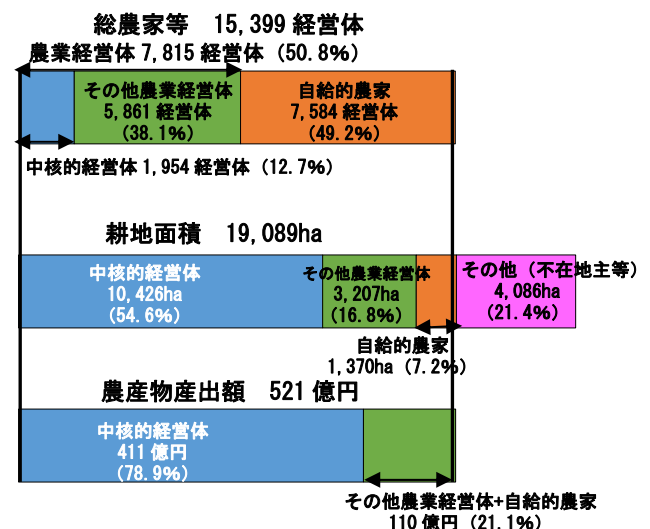 総農家等　15,399 経営体
農業経営体 7,815 経営体（50.8%）
その他農業経営体
5,861 経営体
（38.1%）
自給的農家
7,584 経営体
（49.2%）
中核的経営体 1,954 経営体（12.7%）
耕地面積　19,089ha
中核的経営体
10,426ha
（54.6%）
その他農業経営体
3,207ha
（16.8%）
その他（不在地主等）
4,086ha
（21.4%）
自給的農家
1,370ha（7.2%）
農産物産出額　521 億円
中核的経営体
411 億円
（78.9%）
その他農業経営体+自給的農家
110 億円（21.1%）